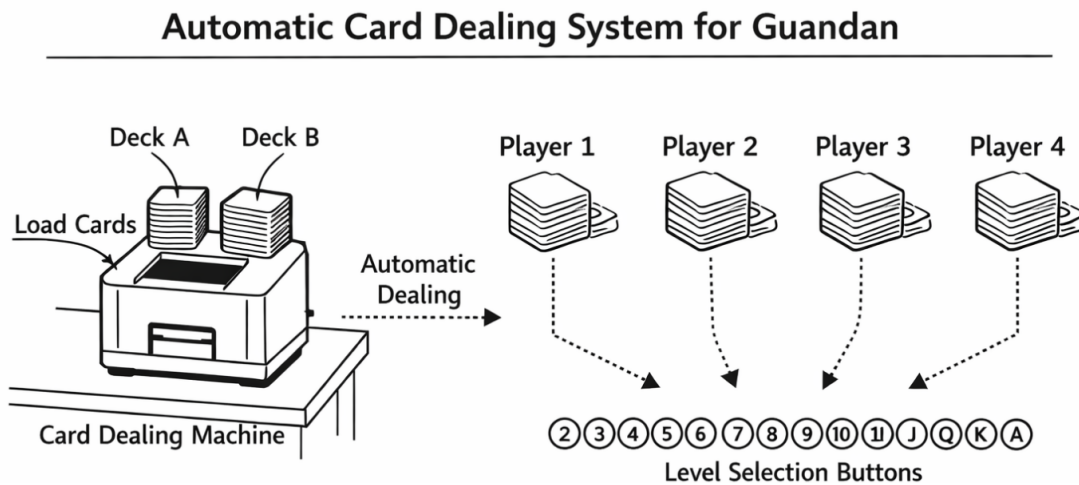 Automatic Card Dealing System for Guandan
Deck A
Deck B
Load Cards
Card Dealing Machine
Automatic
Dealing
Player 1
Player 2
Player 3
Player 4
2 3 4 5 6 7 8 9 10 J Q K A
Level Selection Buttons